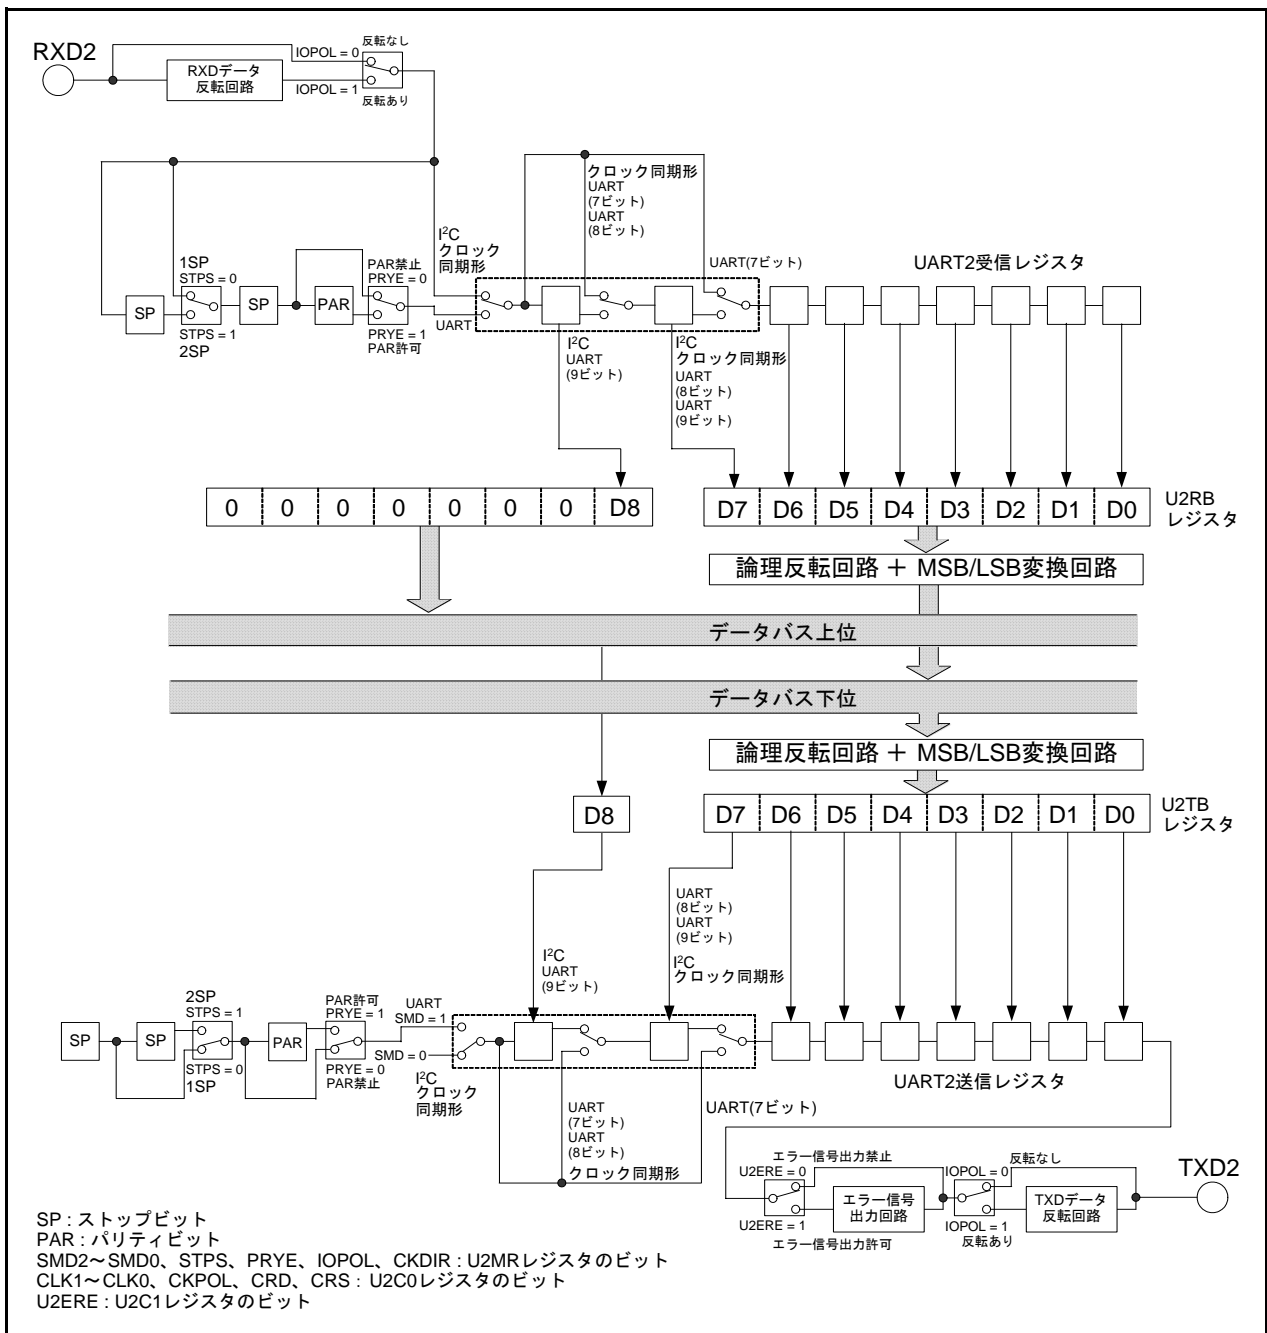 RXD2
反転なし
IOPOL = 0
RXDデータ
反転回路
IOPOL = 1
反転あり
クロック同期形
UART
(7ビット)
UART
(8ビット)
I²C
クロック
同期形
UART(7ビット)
UART2受信レジスタ
1SP
STPS = 0
PAR禁止
PRYE = 0
SP
SP
PAR
STPS = 1
2SP
PRYE = 1
PAR許可
UART
I²C
UART
(9ビット)
I²C
クロック同期形
UART
(8ビット)
UART
(9ビット)
0 0 0 0 0 0 0 D8
D7 D6 D5 D4 D3 D2 D1 D0
U2RB
レジスタ
論理反転回路 + MSB/LSB変換回路
データバス上位
データバス下位
論理反転回路 + MSB/LSB変換回路
D8
D7 D6 D5 D4 D3 D2 D1 D0
U2TB
レジスタ
UART
(8ビット)
UART
(9ビット)
I²C
クロック同期形
I²C
UART
(9ビット)
2SP
STPS = 1
PAR許可
PRYE = 1
UART
SMD = 1
SP
SP
PAR
SMD = 0
STPS = 0
1SP
PRYE = 0
PAR禁止
I²C
クロック
同期形
UART2送信レジスタ
UART
(7ビット)
UART
(8ビット)
クロック同期形
UART(7ビット)
エラー信号出力禁止
U2ERE = 0
IOPOL = 0
反転なし
TXD2
エラー信号
出力回路
TXDデータ
反転回路
U2ERE = 1
エラー信号出力許可
IOPOL = 1
反転あり
SP : ストップビット
PAR : パリティビット
SMD2～SMD0、STPS、PRYE、IOPOL、CKDIR : U2MRレジスタのビット
CLK1～CLK0、CKPOL、CRD、CRS : U2C0レジスタのビット
U2ERE : U2C1レジスタのビット